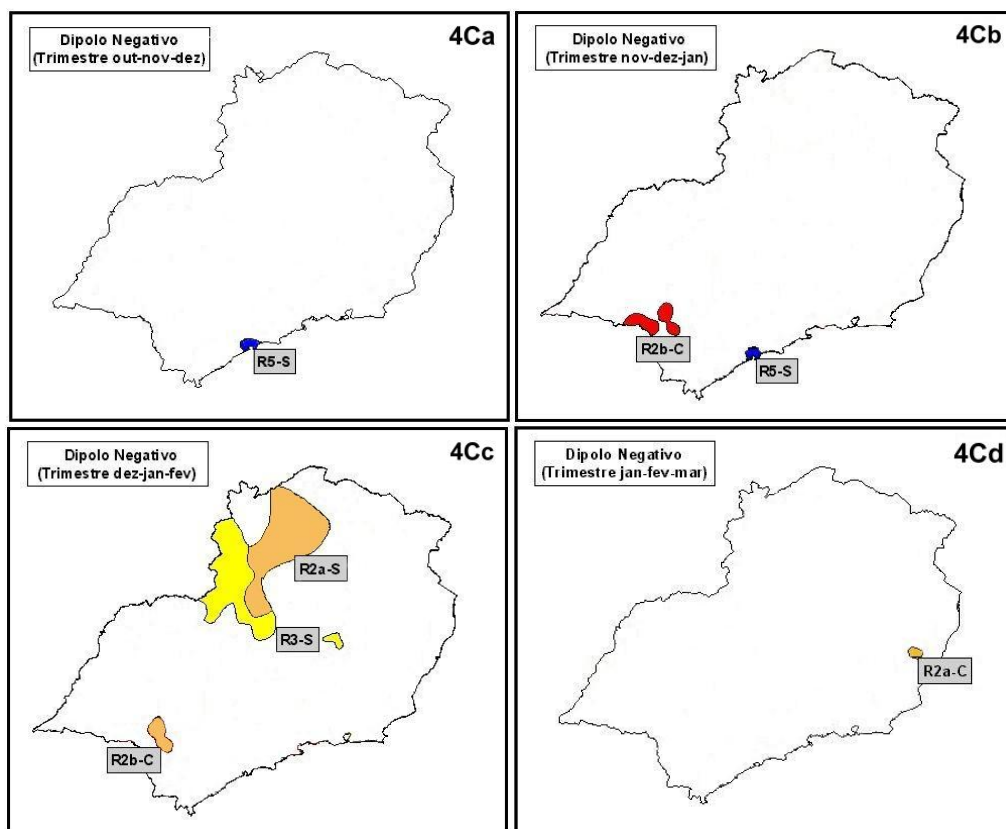 Dipolo Negativo
(Trimestre out-nov-dez)
4Ca
R5-S
Dipolo Negativo
(Trimestre nov-dez-jan)
4Cb
R2b-C
R5-S
Dipolo Negativo
(Trimestre dez-jan-fev)
4Cc
R2a-S
R3-S
R2b-C
Dipolo Negativo
(Trimestre jan-fev-mar)
4Cd
R2a-C